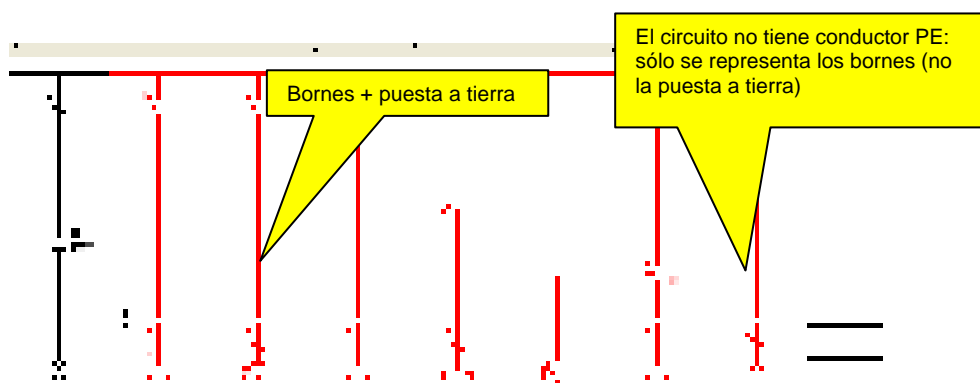 El circuito no tiene conductor PE:
sólo se representa los bornes (no
la puesta a tierra)
Bornes + puesta a tierra